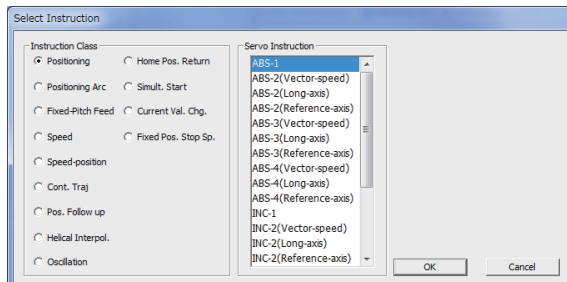 Select Instruction
Instruction Class
Positioning
Home Pos. Return
Positioning Arc
Simult. Start
Fixed-Pitch Feed
Current Val. Chg.
Speed
Fixed Pos. Stop Sp.
Speed-position
Cont. Traj
Pos. Follow up
Helical Interpol.
Oscillation
Servo Instruction
ABS-1
ABS-2(Vector-speed)
ABS-2(Long-axis)
ABS-2(Reference-axis)
ABS-3(Vector-speed)
ABS-3(Long-axis)
ABS-3(Reference-axis)
ABS-4(Vector-speed)
ABS-4(Long-axis)
ABS-4(Reference-axis)
INC-1
INC-2(Vector-speed)
INC-2(Long-axis)
INC-2(Reference-axis)
OK
Cancel